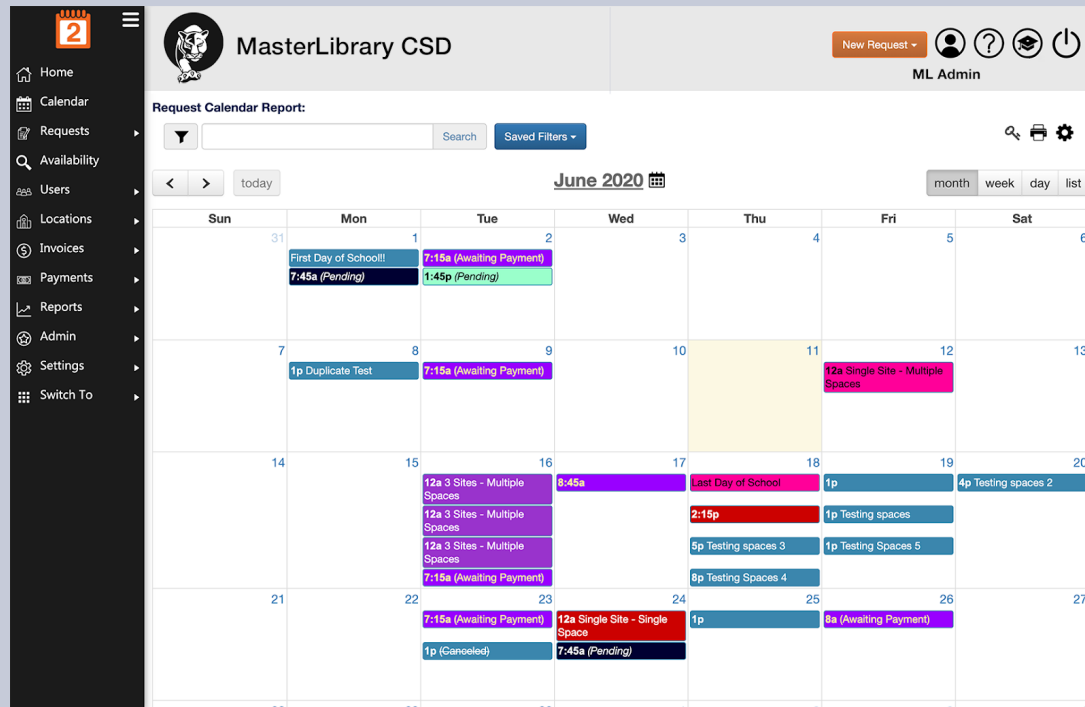 2
MasterLibrary CSD
New Request
ML Admin
Home
Calendar
Requests
Availability
Users
Locations
Invoices
Payments
Reports
Admin
Settings
Switch To
Request Calendar Report:
Search
Saved Filters
today
June 2020
month week day list
Sun Mon Tue Wed Thu Fri Sat
31 1 2 3 4 5 6
First Day of School!!
7:45a (Pending)
7:15a (Awaiting Payment)
1:45p (Pending)
7 8 9 10 11 12 13
1p Duplicate Test
7:15a (Awaiting Payment)
12a Single Site - Multiple
Spaces
14 15 16 17 18 19 20
12a 3 Sites - Multiple
Spaces
12a 3 Sites - Multiple
Spaces
12a 3 Sites - Multiple
Spaces
7:15a (Awaiting Payment)
8:45a
Last Day of School
2:15p
5p Testing spaces 3
8p Testing Spaces 4
1p
1p Testing spaces
1p Testing Spaces 5
4p Testing spaces 2
21 22 23 24 25 26 27
7:15a (Awaiting Payment)
1p (Canceled)
12a Single Site - Single
Space
7:45a (Pending)
1p
8a (Awaiting Payment)